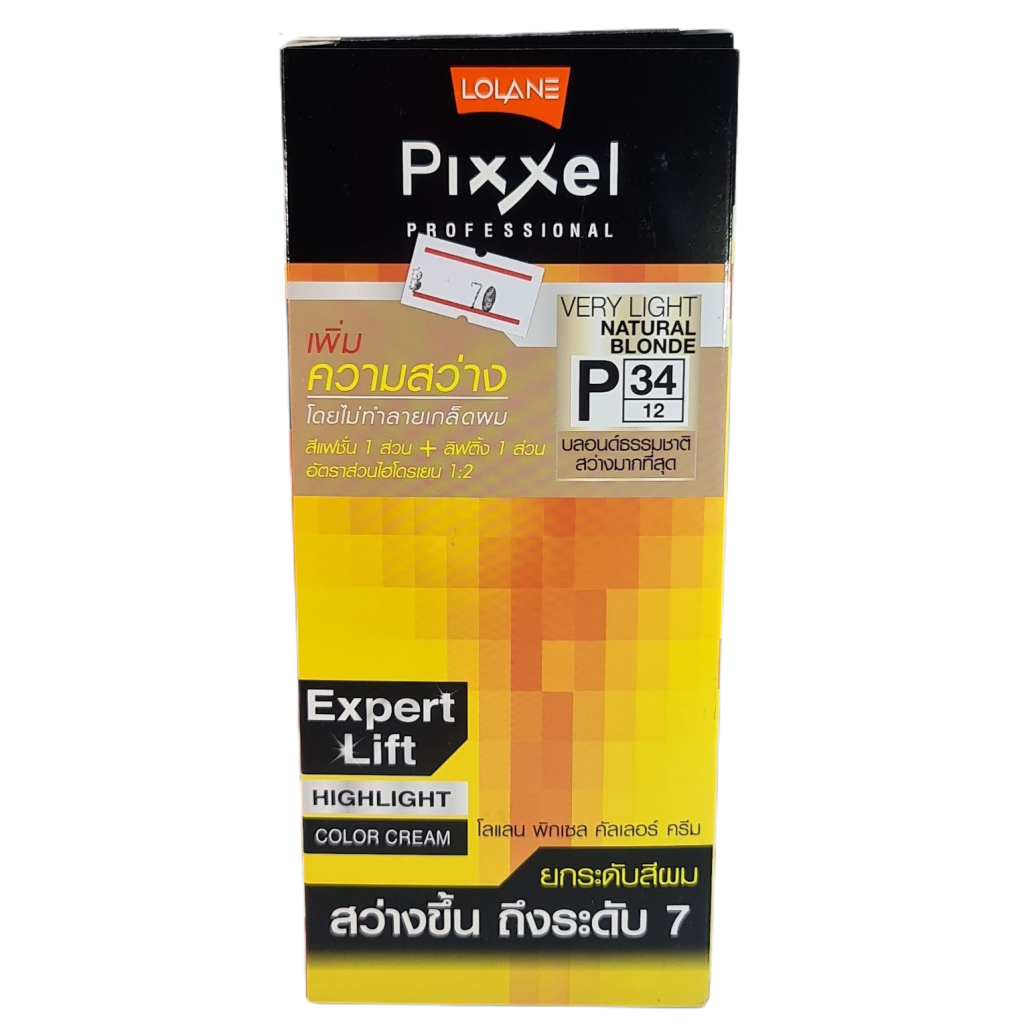 LOLANE
Pixxel
PROFESSIONAL
70
VERY LIGHT
NATURAL
BLONDE
P 34
12
บลอนด์ธรรมชาติ
สว่างมากที่สุด
เพิ่ม
ความสว่าง
โดยไม่ทำลายเกล็ดผม
สีแฟชั่น 1 ส่วน + ลิฟติ้ง 1 ส่วน
อัตราส่วนไฮโดรเยน 1:2
Expert
Lift
HIGHLIGHT
COLOR CREAM
โลแลน พิกเซล คัลเลอร์ ครีม
ยกระดับสีผม
สว่างขึ้น ถึงระดับ 7